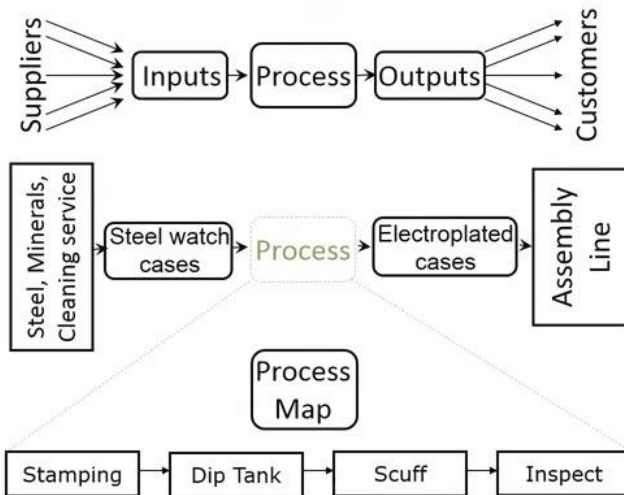 Suppliers
Inputs
Process
Outputs
Customers
Steel, Minerals,
Cleaning service
Steel watch
cases
Process
Electroplated
cases
Assembly
Line
Process
Map
Stamping
Dip Tank
Scuff
Inspect